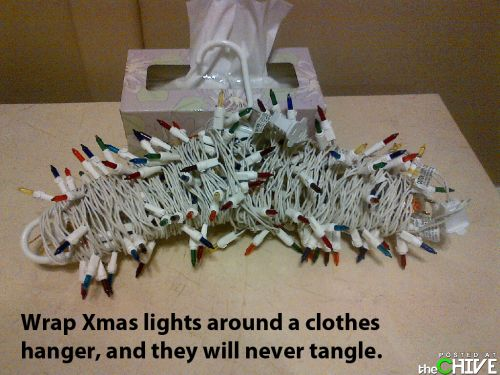 Wrap Xmas lights around a clothes
hanger, and they will never tangle.
POSTED AT
theCHIVE